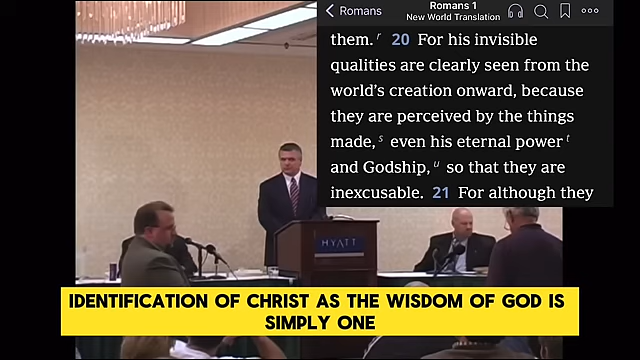 Romans
Romans 1
New World Translation
them. r 20 For his invisible
qualities are clearly seen from the
world's creation onward, because
they are perceived by the things
made, s even his eternal power t
and Godship, u so that they are
inexcusable. 21 For although they
HYATT
IDENTIFICATION OF CHRIST AS THE WISDOM OF GOD IS
SIMPLY ONE